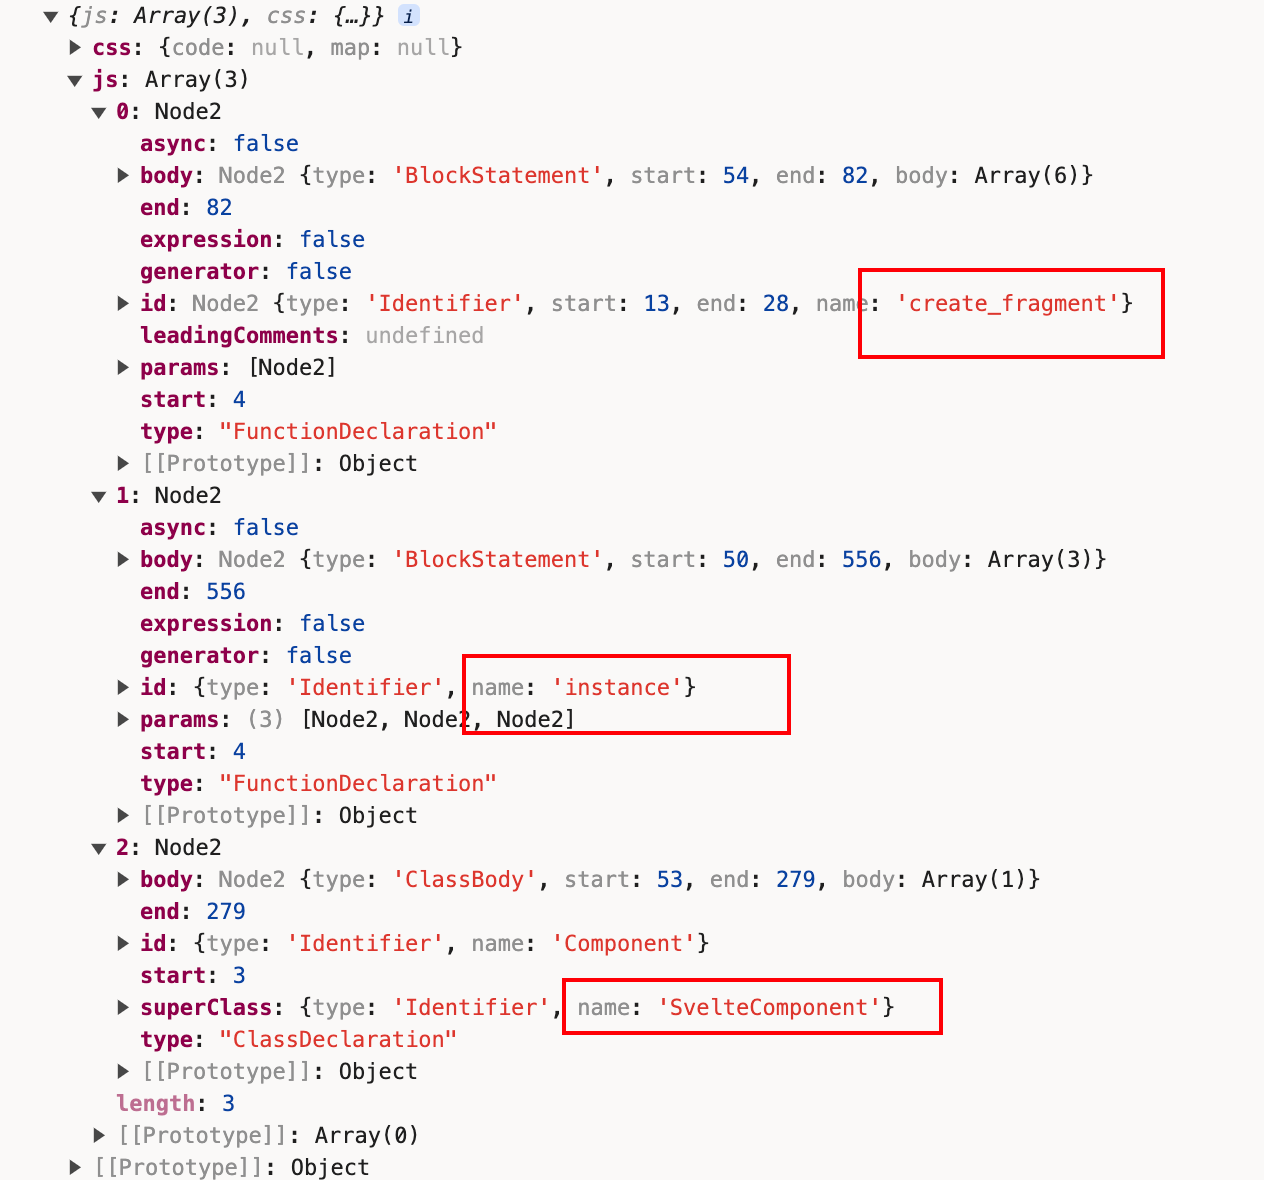 {js: Array(3), css: {…}} i
css: {code: null, map: null}
js: Array(3)
0: Node2
async: false
body: Node2 {type: 'BlockStatement', start: 54, end: 82, body: Array(6)}
end: 82
expression: false
generator: false
id: Node2 {type: 'Identifier', start: 13, end: 28, name: 'create_fragment'}
leadingComments: undefined
params: [Node2]
start: 4
type: "FunctionDeclaration"
[[Prototype]]: Object
1: Node2
async: false
body: Node2 {type: 'BlockStatement', start: 50, end: 556, body: Array(3)}
end: 556
expression: false
generator: false
id: {type: 'Identifier', name: 'instance'}
params: (3) [Node2, Node2, Node2]
start: 4
type: "FunctionDeclaration"
[[Prototype]]: Object
2: Node2
body: Node2 {type: 'ClassBody', start: 53, end: 279, body: Array(1)}
end: 279
id: {type: 'Identifier', name: 'Component'}
start: 3
superClass: {type: 'Identifier', name: 'SvelteComponent'}
type: "ClassDeclaration"
[[Prototype]]: Object
length: 3
[[Prototype]]: Array(0)
[[Prototype]]: Object